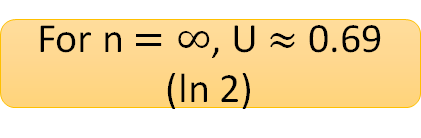 For n = ∞, U ≈ 0.69
(ln 2)